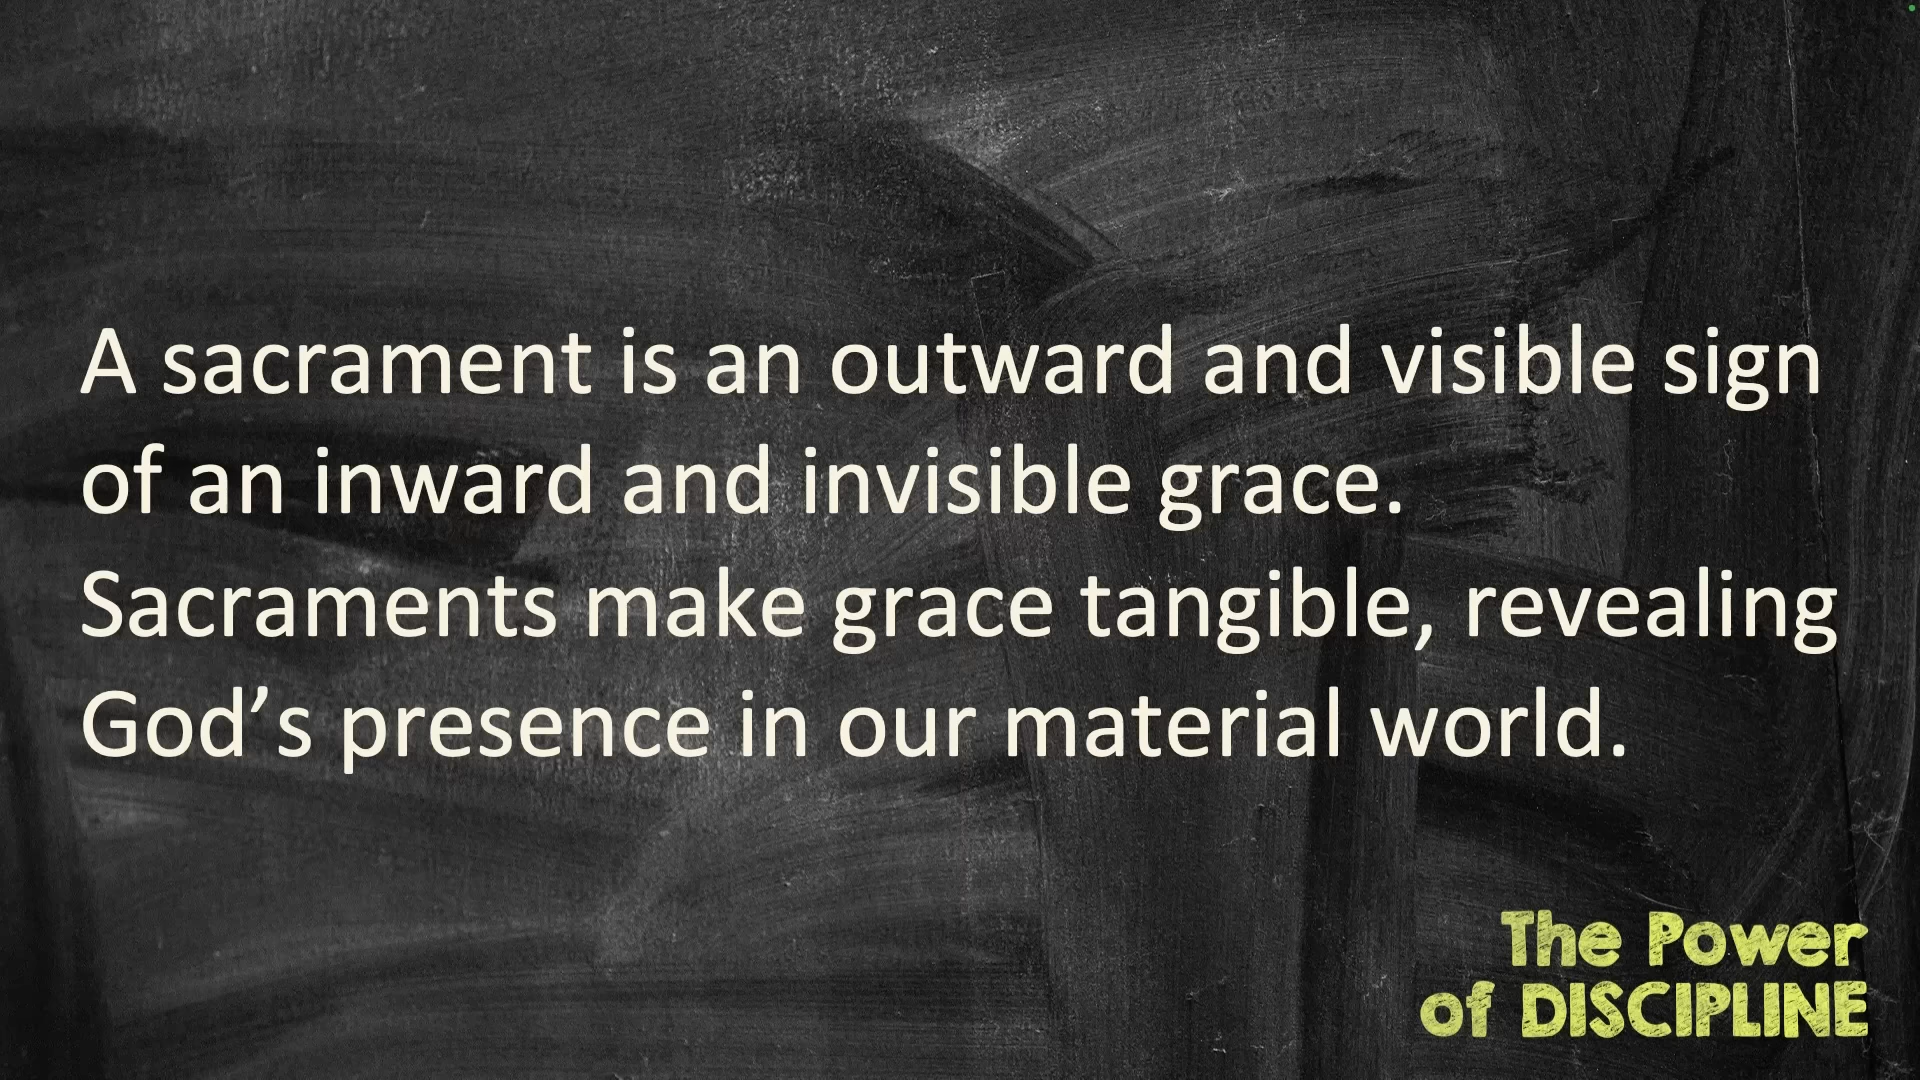 A sacrament is an outward and visible sign
of an inward and invisible grace.
Sacraments make grace tangible, revealing
God’s presence in our material world.
The Power
of DISCIPLINE